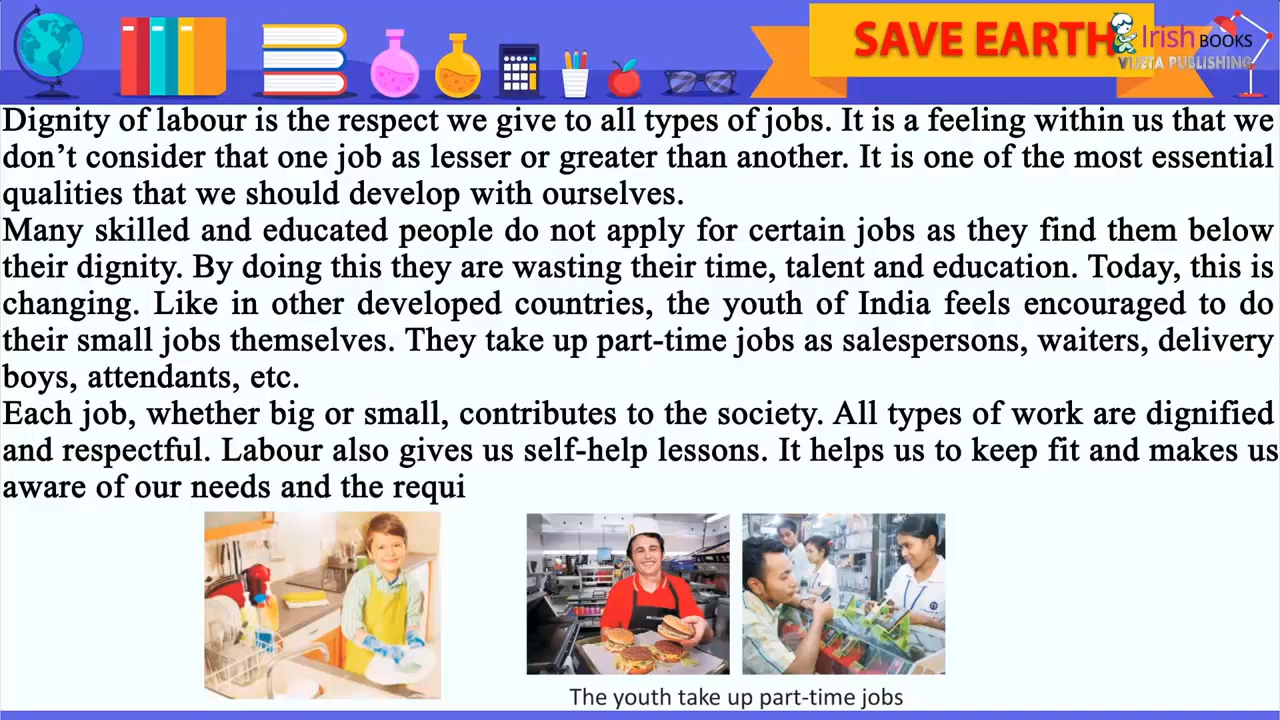 SAVE EARTH
Irish BOOKS
VIJETA PUBLISHING
Dignity of labour is the respect we give to all types of jobs. It is a feeling within us that we
don’t consider that one job as lesser or greater than another. It is one of the most essential
qualities that we should develop with ourselves.
Many skilled and educated people do not apply for certain jobs as they find them below
their dignity. By doing this they are wasting their time, talent and education. Today, this is
changing. Like in other developed countries, the youth of India feels encouraged to do
their small jobs themselves. They take up part-time jobs as salespersons, waiters, delivery
boys, attendants, etc.
Each job, whether big or small, contributes to the society. All types of work are dignified
and respectful. Labour also gives us self-help lessons. It helps us to keep fit and makes us
aware of our needs and the requi
The youth take up part-time jobs